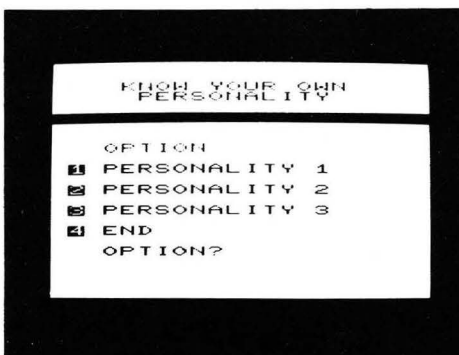 KNOW YOUR OWN
PERSONALITY
OPTION
1 PERSONALITY 1
2 PERSONALITY 2
3 PERSONALITY 3
4 END
OPTION?